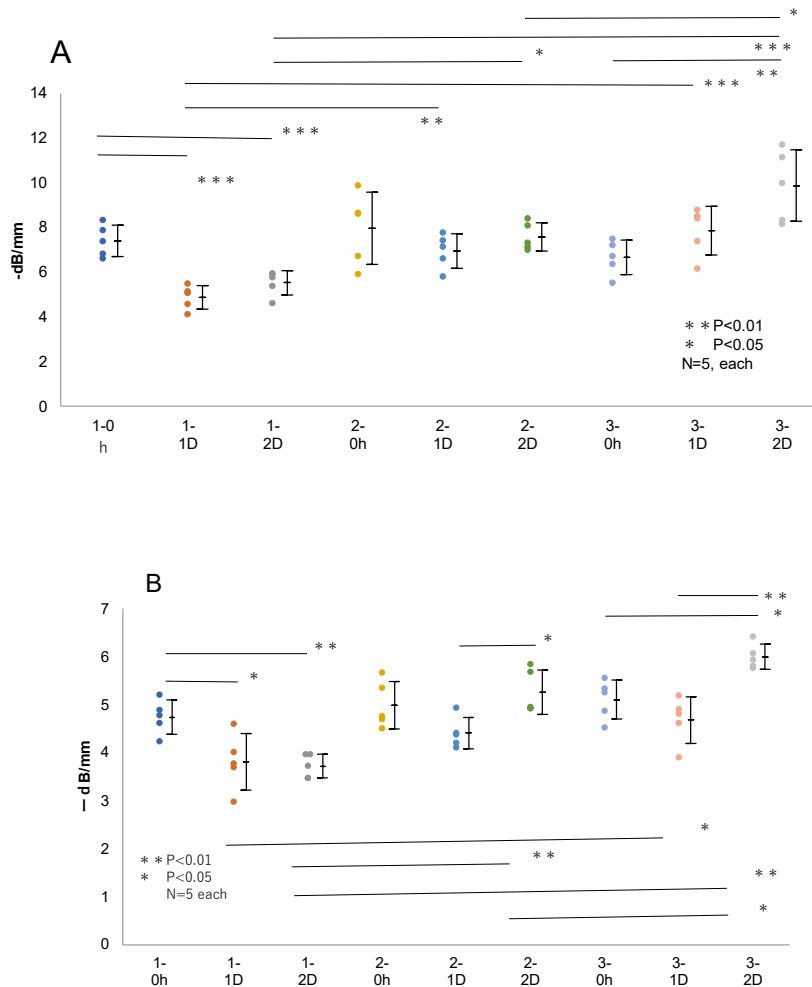 *
A
***
*
**
***
14
-dB/mm
12
***
**
10
***
8
6
4
2
0
** P<0.01
* P<0.05
N=5, each
1-0 h
1-1D
1-2D
2-0h
2-1D
2-2D
3-0h
3-1D
3-2D
B
7
— d B/mm
**
*
**
*
*
6
5
4
3
2
1
0
*
** P<0.01
* P<0.05
N=5 each
**
**
*
1-0h
1-1D
1-2D
2-0h
2-1D
2-2D
3-0h
3-1D
3-2D